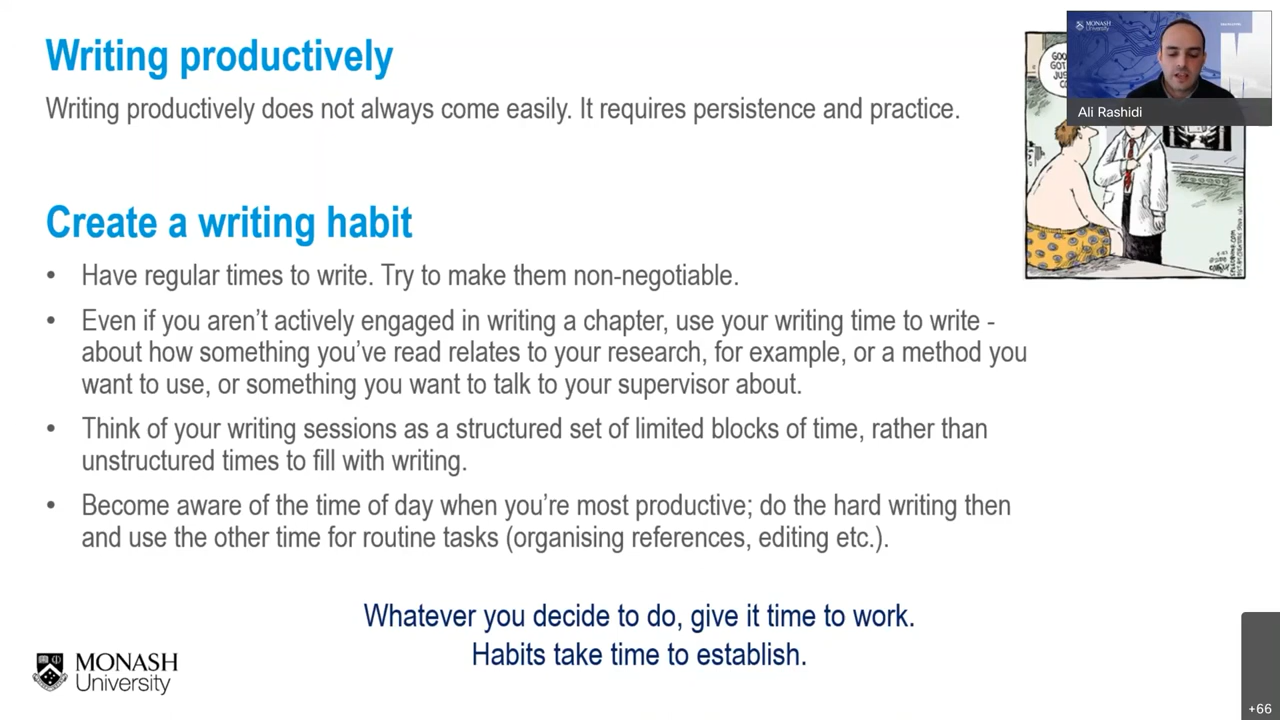 Writing productively
Writing productively does not always come easily. It requires persistence and practice.
Create a writing habit
• Have regular times to write. Try to make them non-negotiable.
• Even if you aren't actively engaged in writing a chapter, use your writing time to write -
about how something you've read relates to your research, for example, or a method you
want to use, or something you want to talk to your supervisor about.
• Think of your writing sessions as a structured set of limited blocks of time, rather than
unstructured times to fill with writing.
• Become aware of the time of day when you're most productive; do the hard writing then
and use the other time for routine tasks (organising references, editing etc.).
Whatever you decide to do, give it time to work.
Habits take time to establish.
MONASH
University
MONASH
University
Ali Rashidi
+66